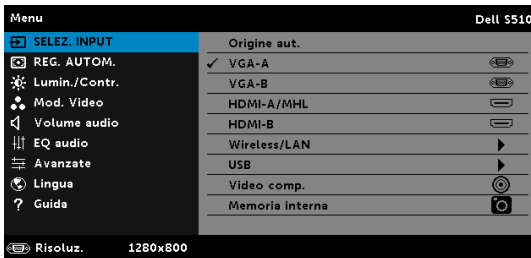 Menu Dell S510
SELEZ. INPUT
REG. AUTOM.
Lumin./Contr.
Mod. Video
Volume audio
EQ audio
Avanzate
Lingua
? Guida
Origine aut.
✓ VGA-A
VGA-B
HDMI-A/MHL
HDMI-B
Wireless/LAN
USB
Video comp.
Memoria interna
Risoluz. 1280x800